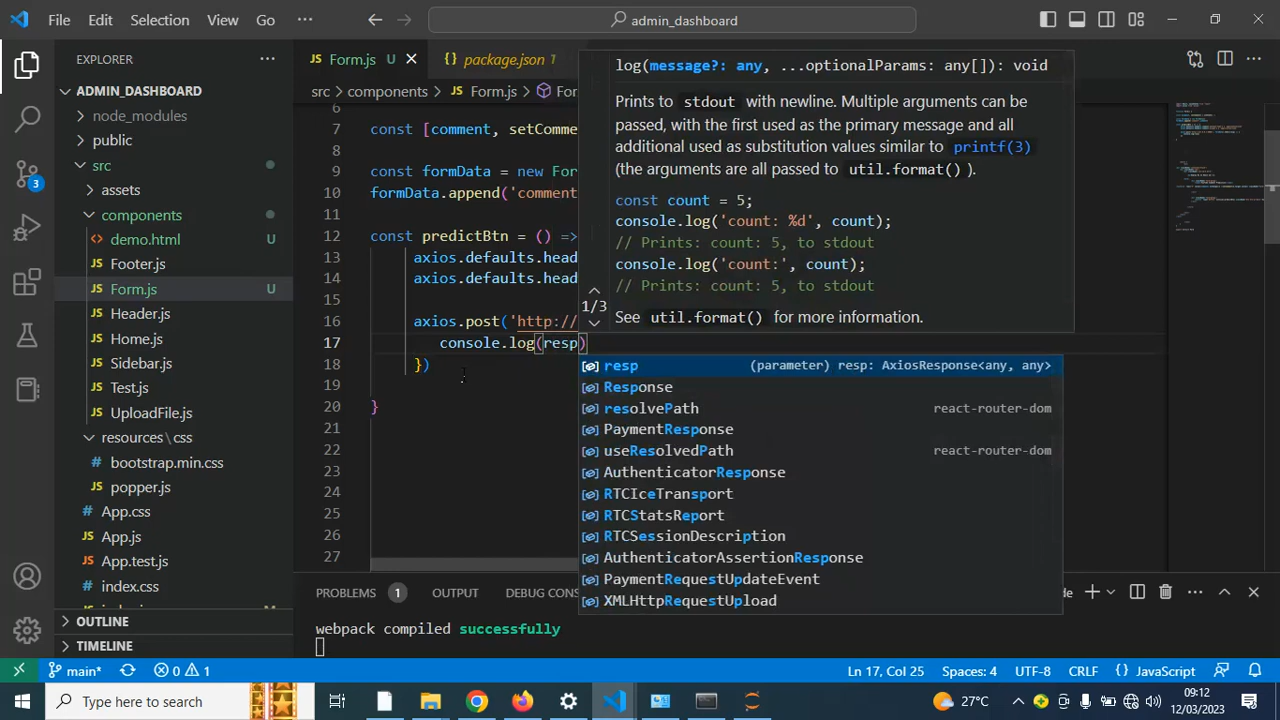 File Edit Selection View Go ··· admin_dashboard
EXPLORER ···
ADMIN_DASHBOARD
node_modules
public
src
assets
components
demo.html U
Footer.js
Form.js U
Header.js
Home.js
Sidebar.js
Test.js
UploadFile.js
resources\css
bootstrap.min.css
popper.js
App.css
App.js
App.test.js
index.css
OUTLINE
TIMELINE
3
JS Form.js U
{} package.json 1
src > components > JS Form.js >
6
7 const [comment, setComme
8
9 const formData = new For
10 formData.append('comment
11
12 const predictBtn = () =>
13 axios.defaults.head
14 axios.defaults.head
15
16 axios.post('http://
17 console.log(resp)
18 })
19
20 }
21
22
23
24
25
26
27
log(message?: any, ...optionalParams: any[]): void
Prints to stdout with newline. Multiple arguments can be
passed, with the first used as the primary message and all
additional used as substitution values similar to printf(3)
(the arguments are all passed to util.format() ).
const count = 5;
console.log('count: %d', count);
// Prints: count: 5, to stdout
console.log('count:', count);
// Prints: count: 5, to stdout
1/3
See util.format() for more information.
resp (parameter) resp: AxiosResponse<any, any>
Response
resolvePath react-router-dom
PaymentResponse
useResolvedPath react-router-dom
AuthenticatorResponse
RTCIceTransport
RTCStatsReport
RTCSessionDescription
AuthenticatorAssertionResponse
PaymentRequestUpdateEvent
XMLHttpRequestUpload
PROBLEMS 1 OUTPUT DEBUG CONS de
webpack compiled successfully
main* 0 1 Ln 17, Col 25 Spaces: 4 UTF-8 CRLF {} JavaScript
Type here to search 27°C 09:12
12/03/2023